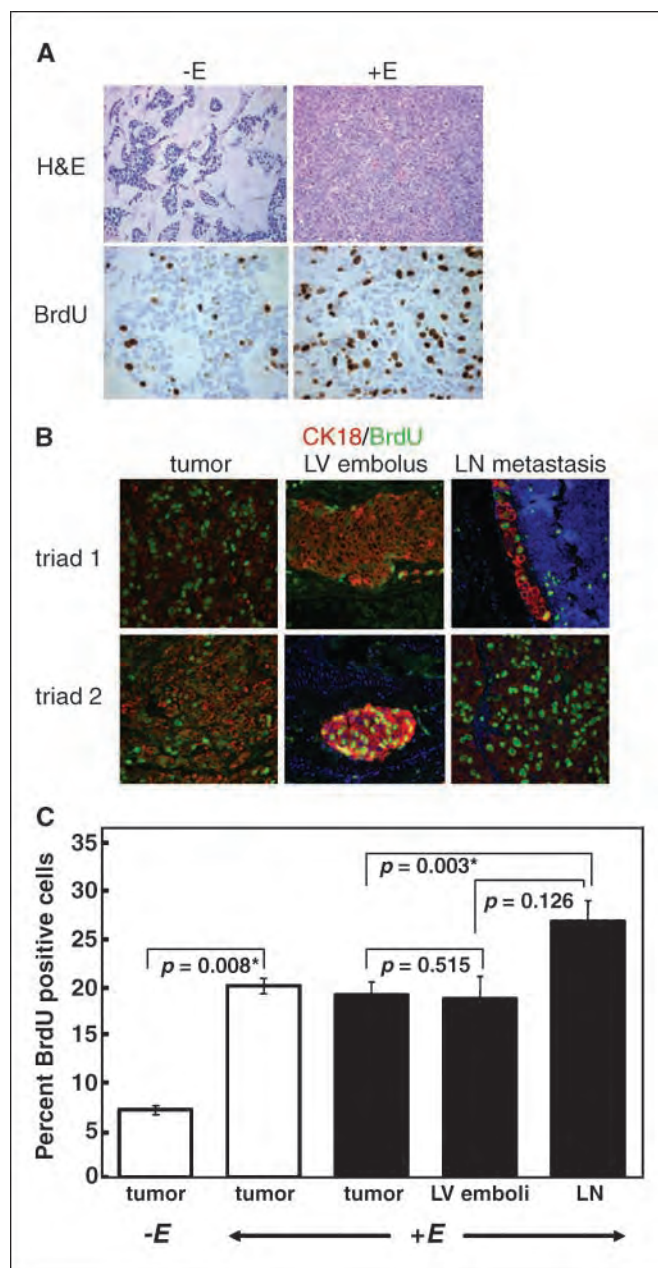 A
-E +E
H&E
BrdU
B
CK18/BrdU
tumor LV embolus LN metastasis
triad 1
triad 2
C
35
30
25
20
15
10
5
0
Percent BrdU positive cells
p = 0.003*
p = 0.126
p = 0.008*
p = 0.515
tumor tumor tumor LV emboli LN
-E +E